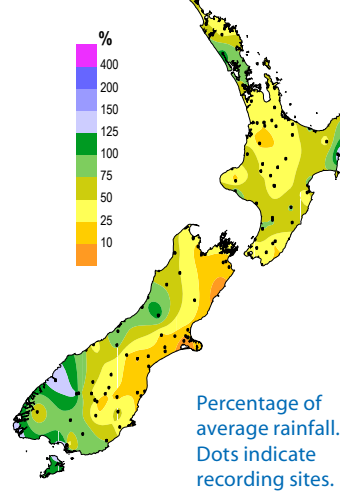 %
400
200
150
125
100
75
50
25
10
Percentage of
average rainfall.
Dots indicate
recording sites.